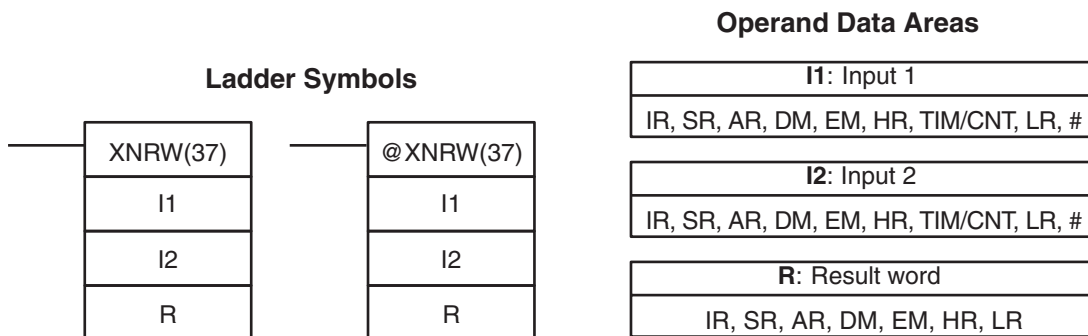 Ladder Symbols
XNRW(37)
I1
I2
R
@XNRW(37)
I1
I2
R
Operand Data Areas
I1: Input 1
IR, SR, AR, DM, EM, HR, TIM/CNT, LR, #
I2: Input 2
IR, SR, AR, DM, EM, HR, TIM/CNT, LR, #
R: Result word
IR, SR, AR, DM, EM, HR, LR